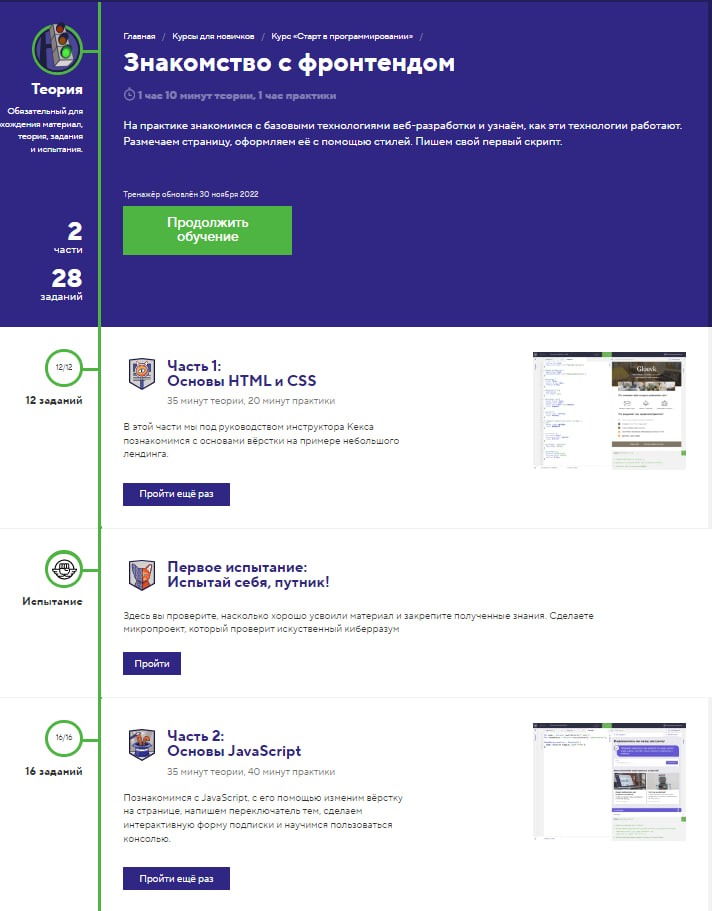 Главная / Курсы для новичков / Курс «Старт в программировании» /
Знакомство с фронтендом
1 час 10 минут теории, 1 час практики
На практике знакомимся с базовыми технологиями веб-разработки и узнаём, как эти технологии работают.
Размечаем страницу, оформляем её с помощью стилей. Пишем свой первый скрипт.
Тренажёр обновлён 30 ноября 2022
Продолжить
обучение
Теория
Обязательный для
хождения материал,
теория, задания
и испытания.
2
части
28
заданий
12/12
12 заданий
Часть 1:
Основы HTML и CSS
35 минут теории, 20 минут практики
В этой части мы под руководством инструктора Кекса
познакомимся с основами вёрстки на примере небольшого
лендинга.
Пройти ещё раз
Gloevk
Испытание
Первое испытание:
Испытай себя, путник!
Здесь вы проверите, насколько хорошо усвоили материал и закрепите полученные знания. Сделаете
микропроект, который проверит искуственный киберразум
Пройти
16/16
16 заданий
Часть 2:
Основы JavaScript
35 минут теории, 40 минут практики
Познакомимся с JavaScript, с его помощью изменим вёрстку
на странице, напишем переключатель тем, сделаем
интерактивную форму подписки и научимся пользоваться
консолью.
Пройти ещё раз